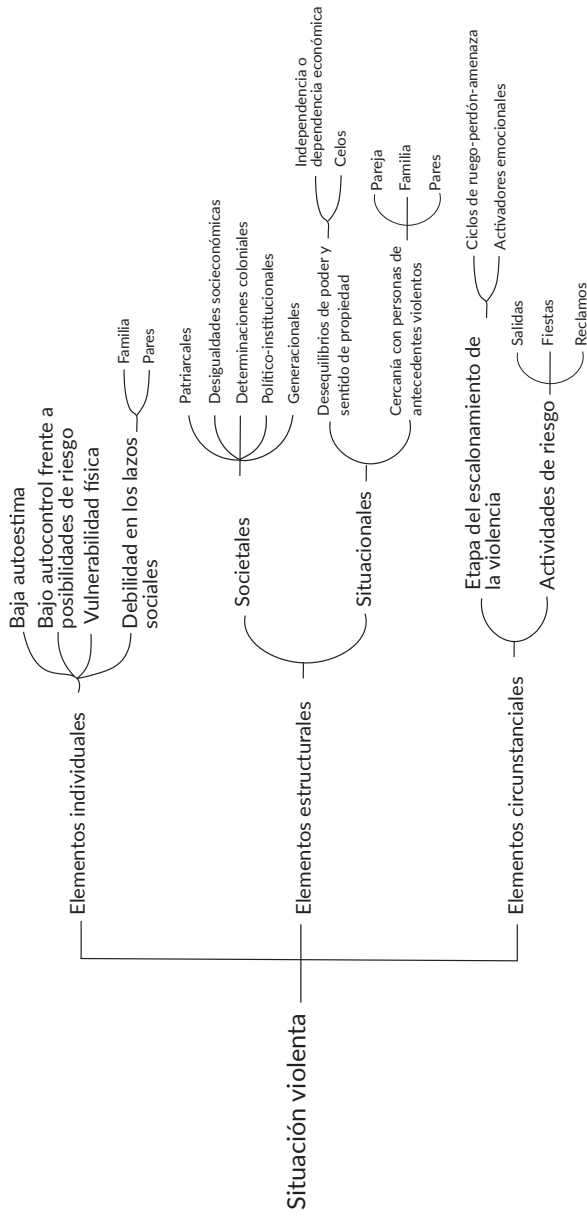 Situación violenta
Elementos individuales
Baja autoestima
Bajo autocontrol frente a
posibilidades de riesgo
Vulnerabilidad física
Debilidad en los lazos
sociales
Familia
Pares
Elementos estructurales
Societales
Patriarcales
Desigualdades socieconómicas
Determinaciones coloniales
Político-institucionales
Generacionales
Situacionales
Desequilibrios de poder y
sentido de propiedad
Independencia o
dependencia económica
Celos
Cercanía con personas de
antecedentes violentos
Pareja
Familia
Pares
Elementos circunstanciales
Etapa del escalonamiento de
la violencia
Ciclos de ruego-perdón-amenaza
Activadores emocionales
Actividades de riesgo
Salidas
Fiestas
Reclamos